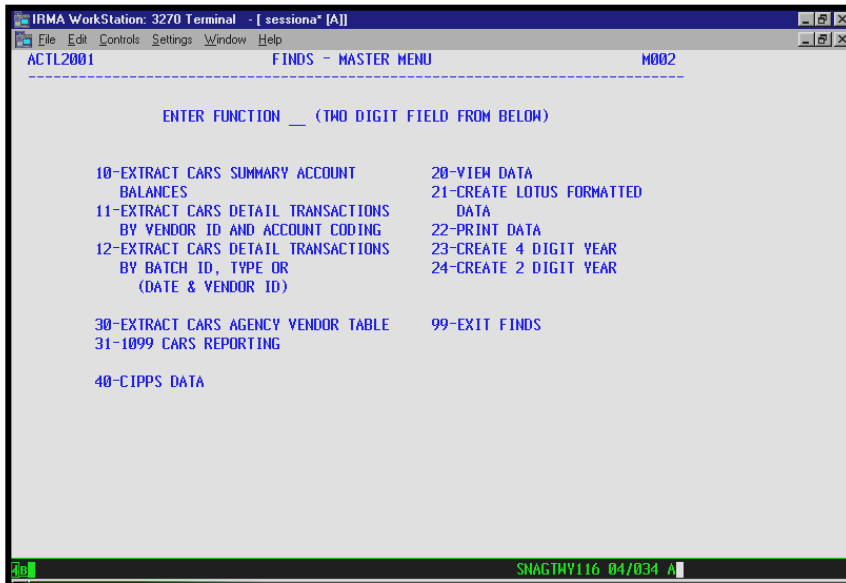 IRMA WorkStation: 3270 Terminal - [ sessiona* [A]]
File Edit Controls Settings Window Help
ACTL2001 FINDS - MASTER MENU M002
ENTER FUNCTION __ (TWO DIGIT FIELD FROM BELOW)
10-EXTRACT CARS SUMMARY ACCOUNT
BALANCES
11-EXTRACT CARS DETAIL TRANSACTIONS
BY VENDOR ID AND ACCOUNT CODING
12-EXTRACT CARS DETAIL TRANSACTIONS
BY BATCH ID, TYPE OR
(DATE & VENDOR ID)
30-EXTRACT CARS AGENCY VENDOR TABLE
31-1099 CARS REPORTING
40-CIPPS DATA
20-VIEW DATA
21-CREATE LOTUS FORMATTED
DATA
22-PRINT DATA
23-CREATE 4 DIGIT YEAR
24-CREATE 2 DIGIT YEAR
99-EXIT FINDS
4B SNAGTWY116 04/034 A